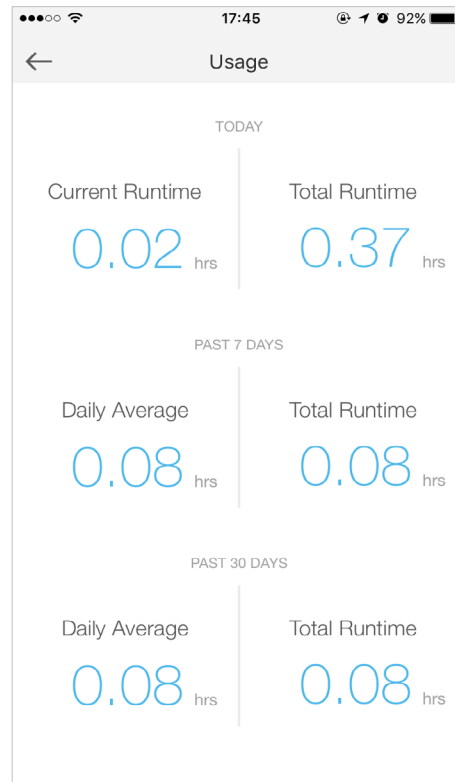 17:45 92%
Usage
TODAY
Current Runtime Total Runtime
0.02 hrs 0.37 hrs
PAST 7 DAYS
Daily Average Total Runtime
0.08 hrs 0.08 hrs
PAST 30 DAYS
Daily Average Total Runtime
0.08 hrs 0.08 hrs